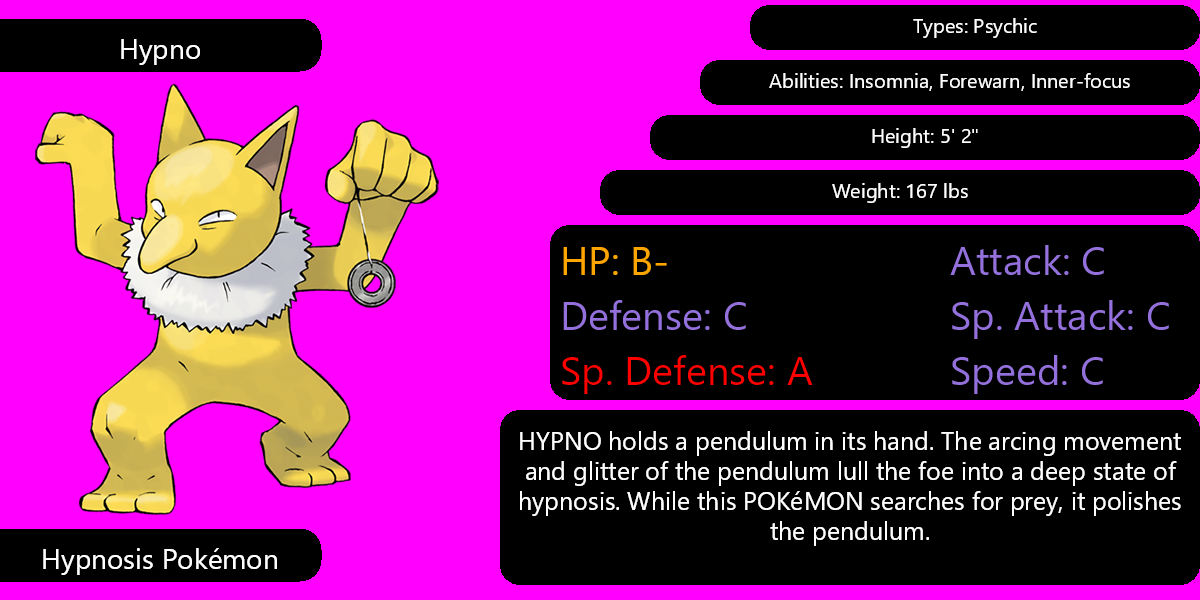 Hypno
Types: Psychic
Abilities: Insomnia, Forewarn, Inner-focus
Height: 5' 2"
Weight: 167 lbs
HP: B-
Attack: C
Defense: C
Sp. Attack: C
Sp. Defense: A
Speed: C
HYPNO holds a pendulum in its hand. The arcing movement
and glitter of the pendulum lull the foe into a deep state of
hypnosis. While this POKéMON searches for prey, it polishes
the pendulum.
Hypnosis Pokémon